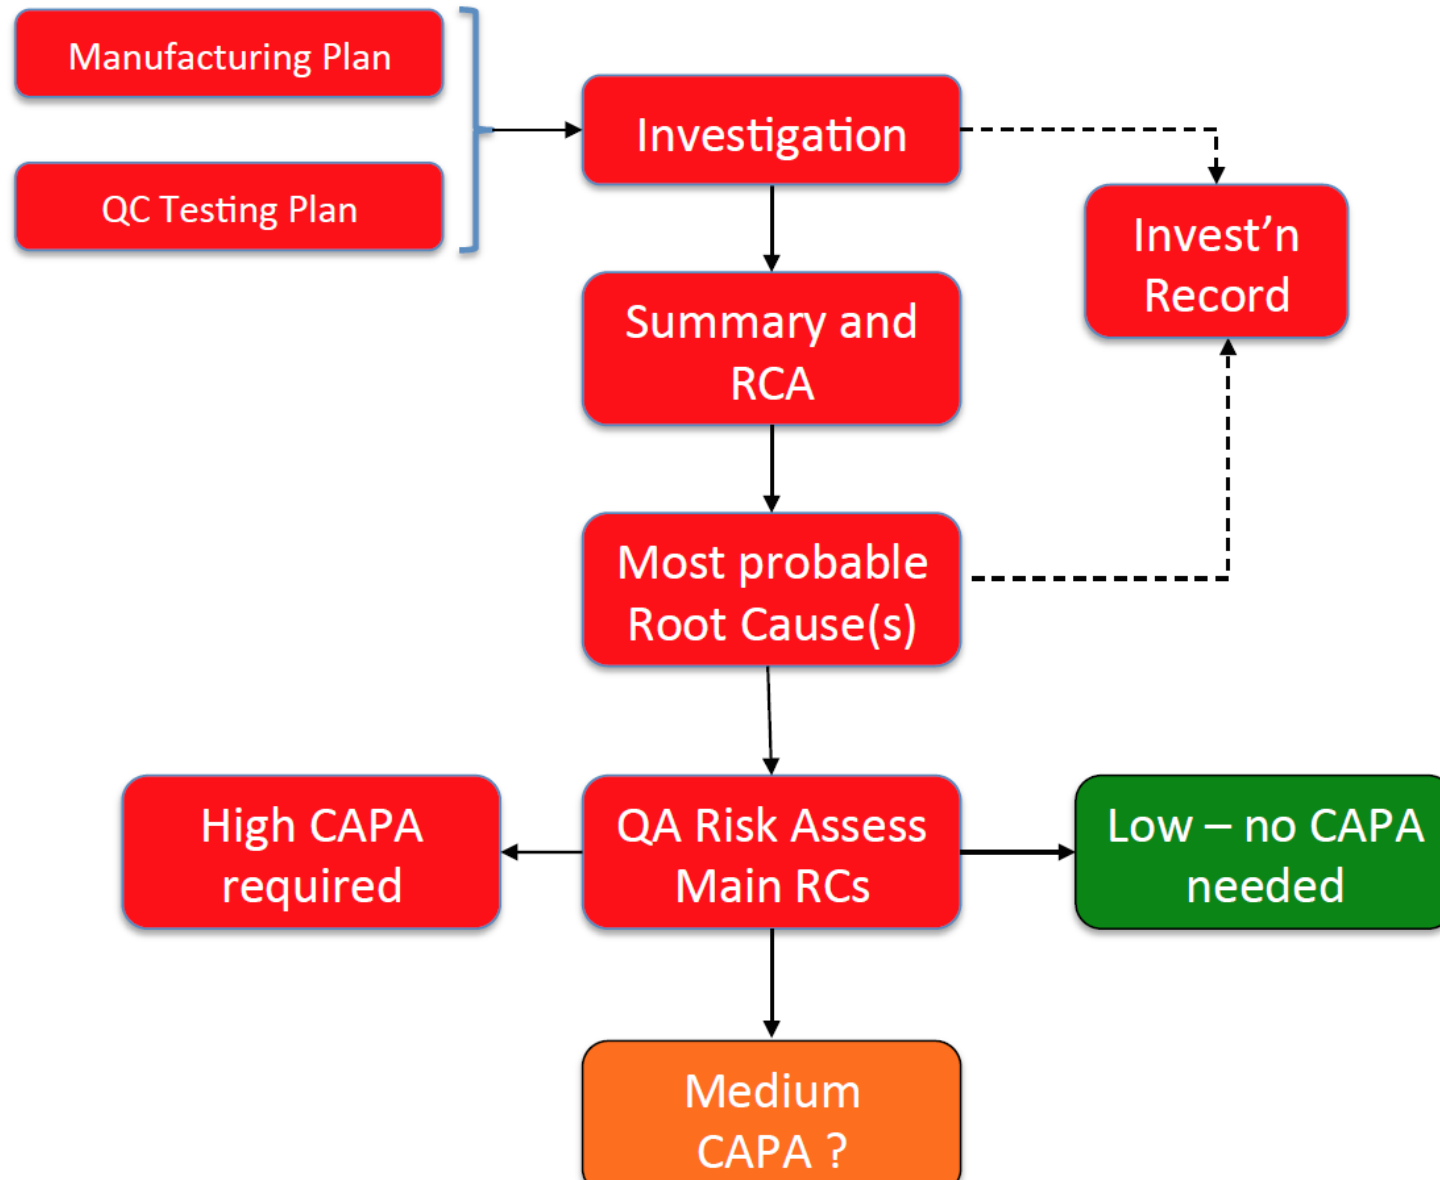 Manufacturing Plan
QC Testing Plan
Investigation
Invest’n
Record
Summary and
RCA
Most probable
Root Cause(s)
High CAPA
required
QA Risk Assess
Main RCs
Low – no CAPA
needed
Medium
CAPA ?